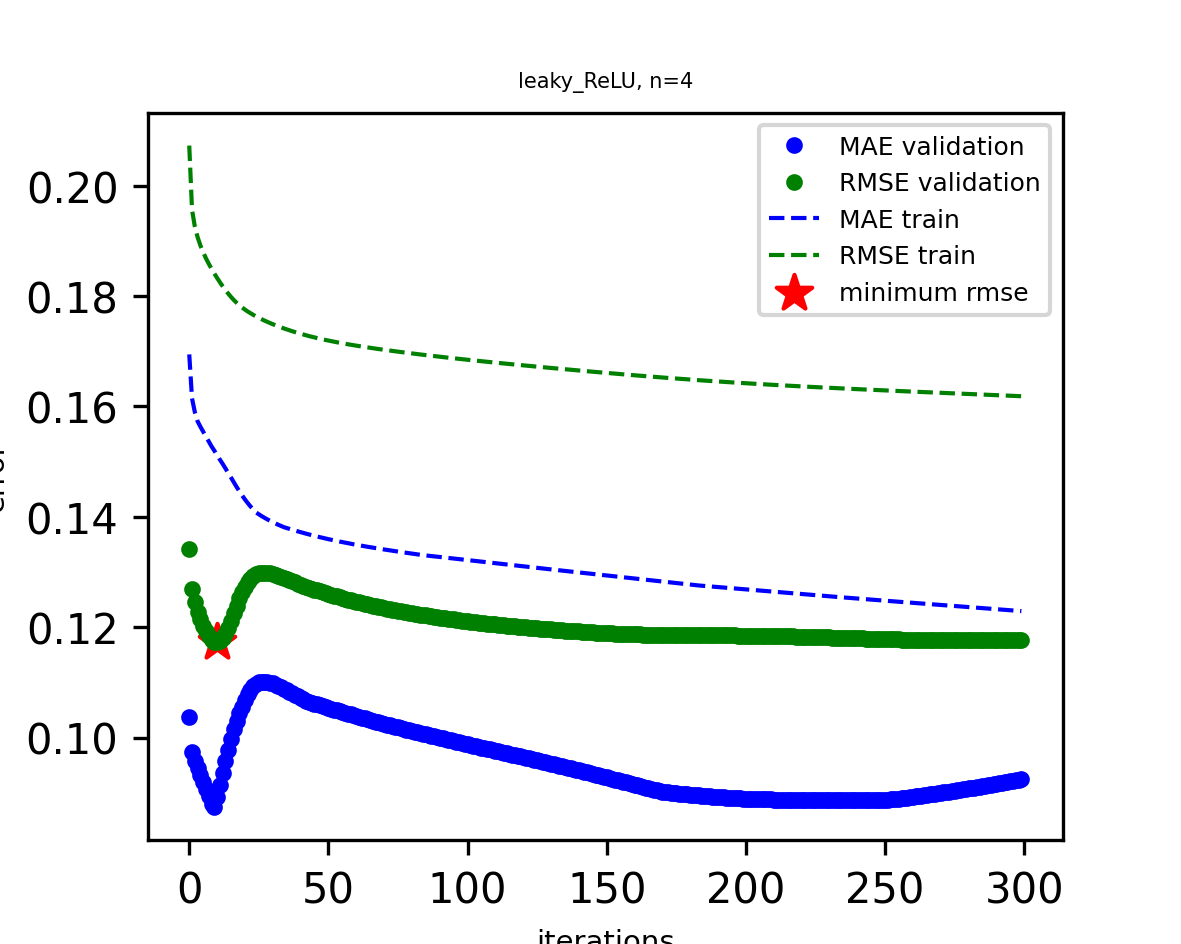 leaky_ReLU, n=4
MAE validation
RMSE validation
MAE train
RMSE train
minimum rmse
0.20
0.18
0.16
0.14
0.12
0.10
0 50 100 150 200 250 300
iterations